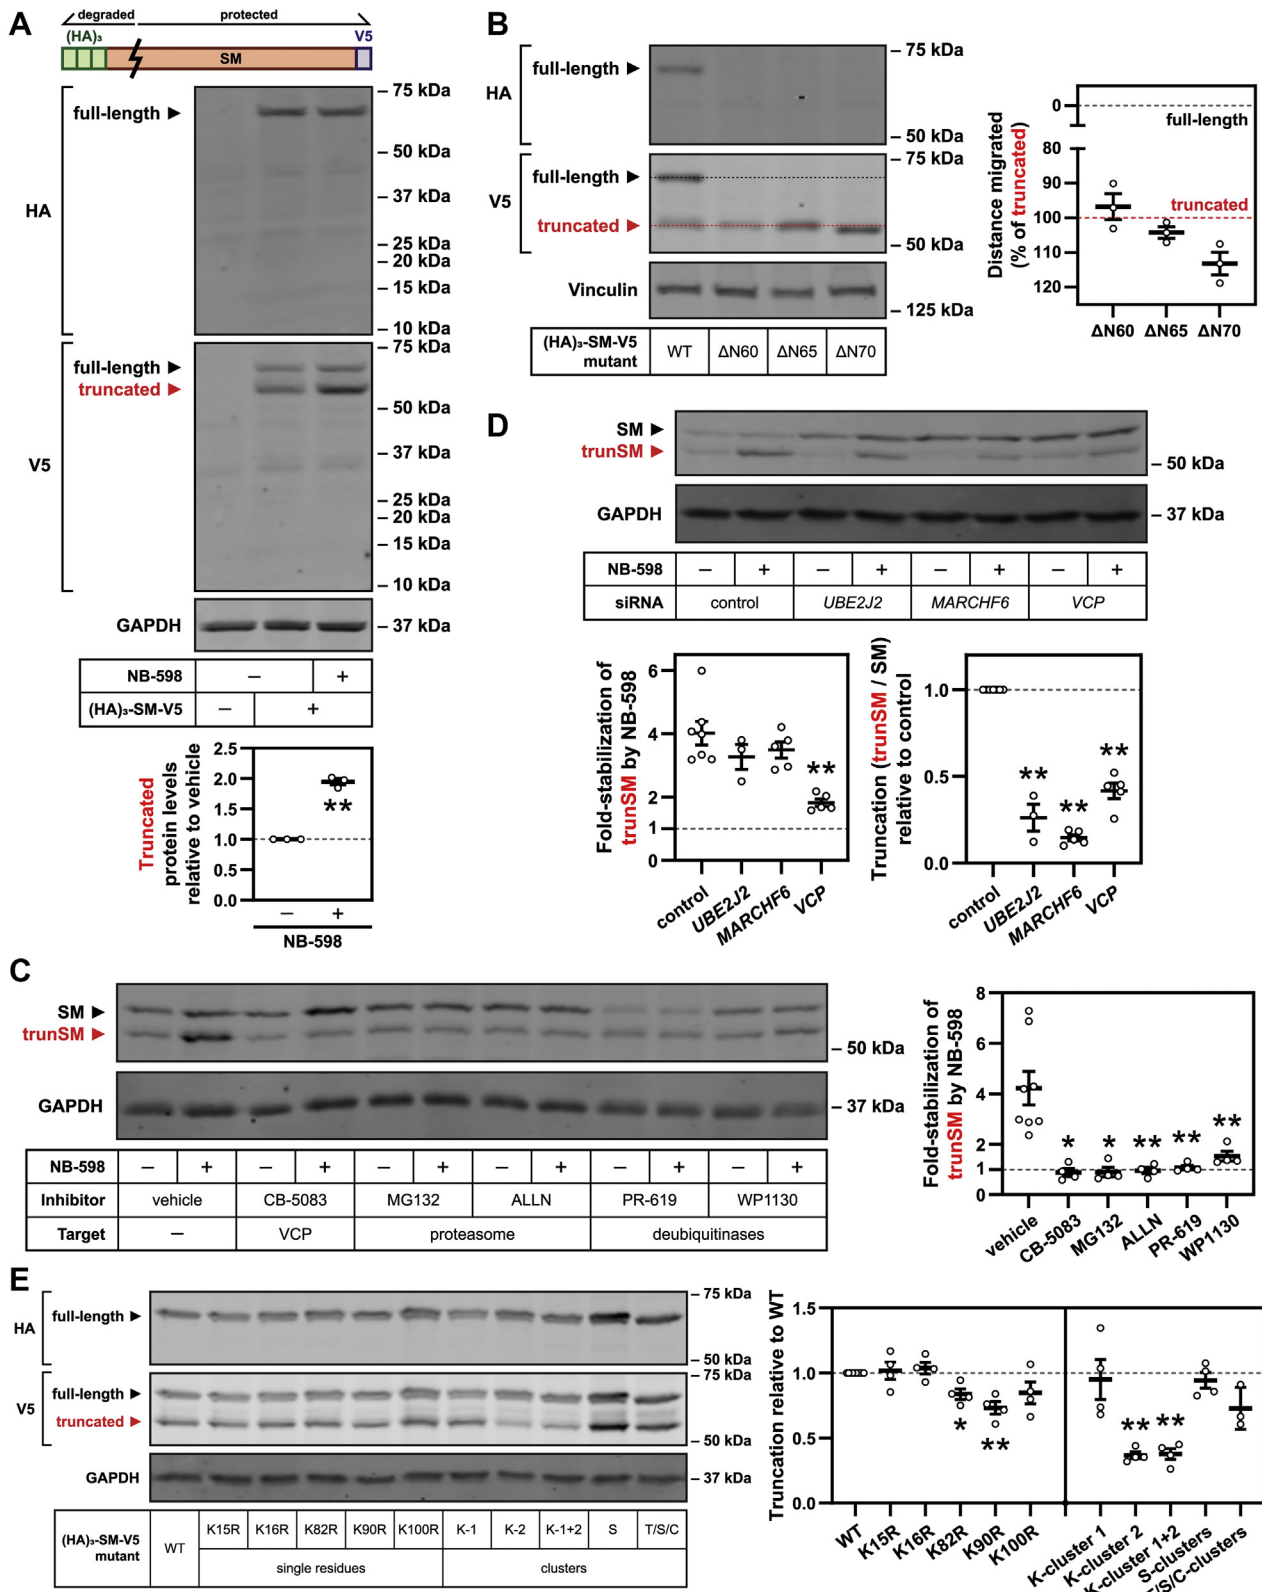 A
degraded
protected
(HA)₃
V5
SM
HA
full-length
– 75 kDa
– 50 kDa
– 37 kDa
– 25 kDa
– 20 kDa
– 15 kDa
– 10 kDa
V5
full-length
truncated
– 75 kDa
– 50 kDa
– 37 kDa
– 25 kDa
– 20 kDa
– 15 kDa
– 10 kDa
GAPDH
– 37 kDa
NB-598 – +
(HA)₃-SM-V5 – +
Truncated
protein levels
relative to vehicle
2.5
2.0
1.5
1.0
0.5
0.0
**
– +
NB-598
B
HA
full-length
– 75 kDa
– 50 kDa
V5
full-length
truncated
– 75 kDa
– 50 kDa
Vinculin
– 125 kDa
(HA)₃-SM-V5
mutant
WT ΔN60 ΔN65 ΔN70
Distance migrated
(% of truncated)
0
80
90
100
110
120
full-length
truncated
ΔN60 ΔN65 ΔN70
D
SM
trunSM
– 50 kDa
GAPDH
– 37 kDa
NB-598 – + – + – + – +
siRNA control UBE2J2 MARCHF6 VCP
Fold-stabilization of
trunSM by NB-598
6
4
2
1
0
**
control UBE2J2 MARCHF6 VCP
Truncation (trunSM / SM)
relative to control
1.0
0.5
0.0
** ** **
control UBE2J2 MARCHF6 VCP
C
SM
trunSM
– 50 kDa
GAPDH
– 37 kDa
NB-598 – + – + – + – + – + – +
Inhibitor vehicle CB-5083 MG132 ALLN PR-619 WP1130
Target – VCP proteasome deubiquitinases
Fold-stabilization of
trunSM by NB-598
8
6
4
2
1
0
* * ** ** **
vehicle CB-5083 MG132 ALLN PR-619 WP1130
E
HA
full-length
– 75 kDa
– 50 kDa
V5
full-length
truncated
– 75 kDa
– 50 kDa
GAPDH
– 37 kDa
(HA)₃-SM-V5
mutant
WT K15R K16R K82R K90R K100R K-1 K-2 K-1+2 S T/S/C
single residues clusters
Truncation relative to WT
1.5
1.0
0.5
0.0
* ** ** **
WT K15R K16R K82R K90R K100R K-cluster 1 K-cluster 2 K-cluster 1+2 S-clusters T/S/C-clusters